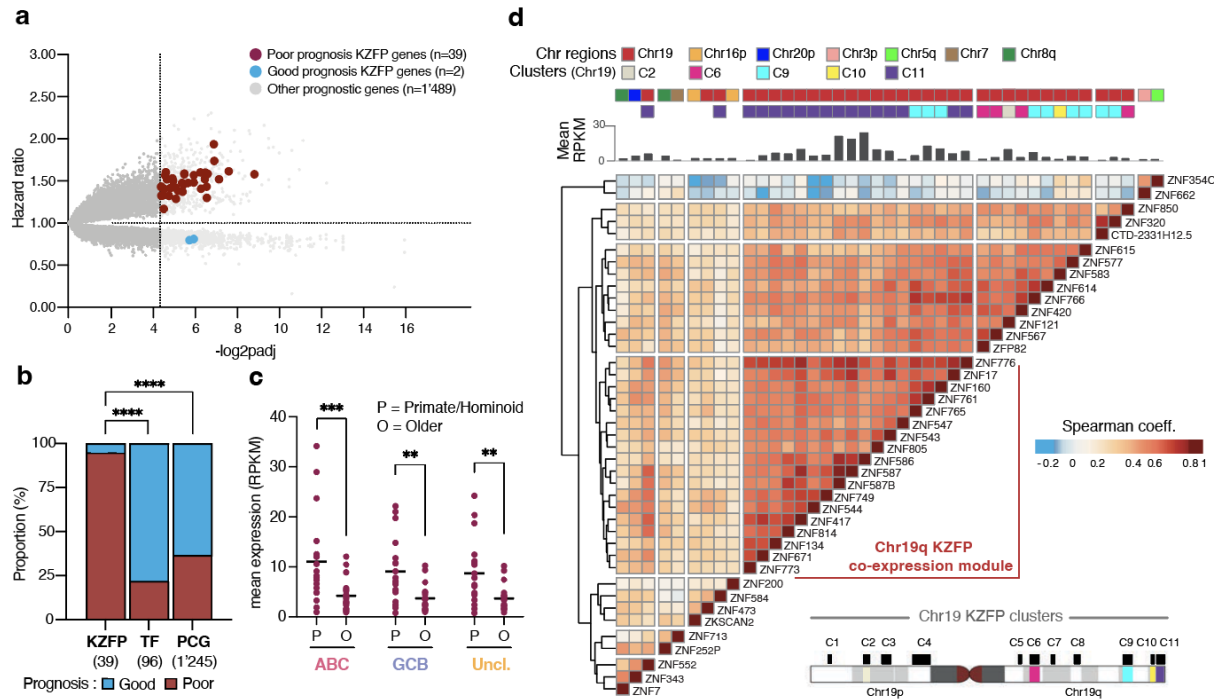 a
3.00
2.50
2.00
1.50
1.00
0.50
0.00
Hazard ratio
0
2
4
6
8
10
12
14
16
-log2padj
Poor prognosis KZFP genes (n=39)
Good prognosis KZFP genes (n=2)
Other prognostic genes (n=1'489)
b
****
****
100
75
50
25
0
Proportion (%)
KZFP TF PCG
(39) (96) (1'245)
Prognosis : Good Poor
c
P = Primate/Hominoid
O = Older
***
**
**
40
30
20
10
0
mean expression (RPKM)
P O P O P O
ABC GCB Uncl.
d
Chr regions Chr19 Chr16p Chr20p Chr3p Chr5q Chr7 Chr8q
Clusters (Chr19) C2 C6 C9 C10 C11
Mean
RPKM
30
0
ZNF354C
ZNF662
ZNF850
ZNF320
CTD-2331H12.5
ZNF615
ZNF577
ZNF583
ZNF614
ZNF766
ZNF420
ZNF121
ZNF567
ZFP82
ZNF776
ZNF17
ZNF160
ZNF761
ZNF765
ZNF547
ZNF543
ZNF805
ZNF586
ZNF587
ZNF587B
ZNF749
ZNF544
ZNF417
ZNF814
ZNF134
ZNF671
ZNF773
ZNF200
ZNF584
ZNF473
ZKSCAN2
ZNF713
ZNF252P
ZNF552
ZNF343
ZNF7
Chr19q KZFP
co-expression module
Spearman coeff.
-0.2 0 0.2 0.4 0.6 0.81
Chr19 KZFP clusters
C1 C2 C3 C4 C5 C6 C7 C8 C9 C10 C11
Chr19p Chr19q